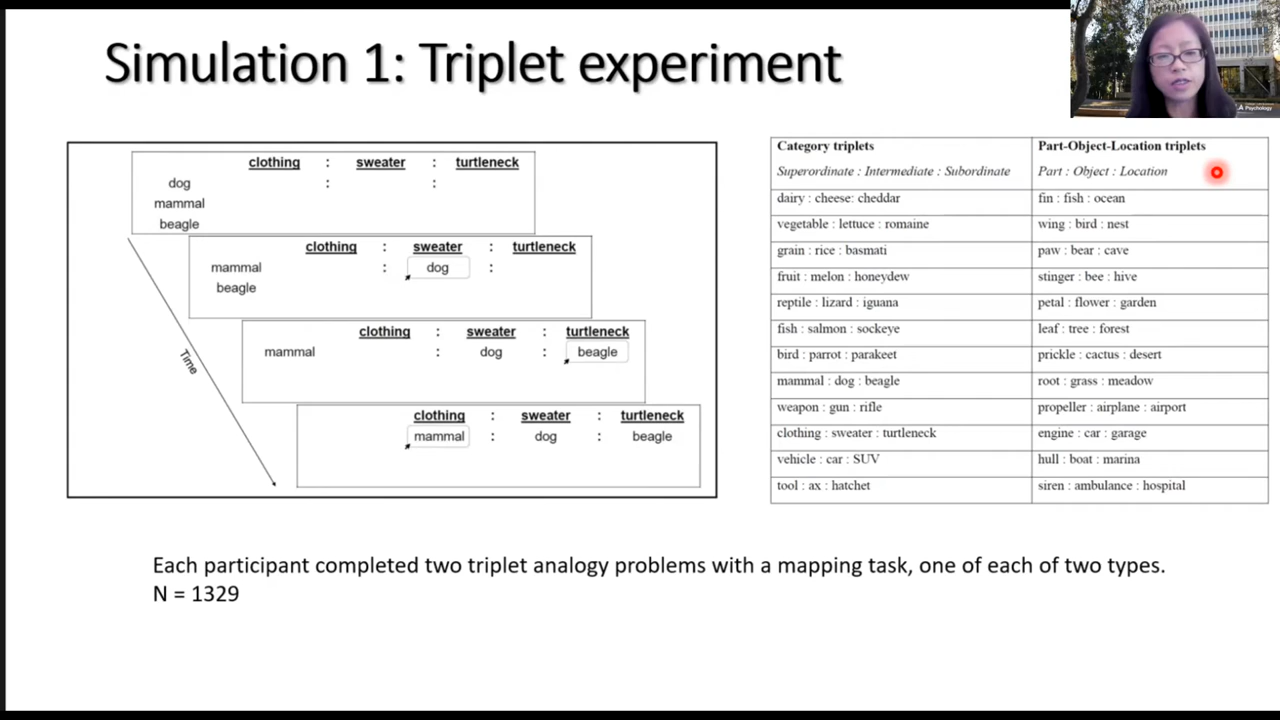 Simulation 1: Triplet experiment
A Psychology
clothing : sweater : turtleneck
dog : :
mammal
beagle
clothing : sweater : turtleneck
mammal : dog :
beagle
clothing : sweater : turtleneck
mammal : dog : beagle
clothing : sweater : turtleneck
mammal : dog : beagle
Time
Category triplets Part-Object-Location triplets
Superordinate : Intermediate : Subordinate Part : Object : Location
dairy : cheese: cheddar fin : fish : ocean
vegetable : lettuce : romaine wing : bird : nest
grain : rice : basmati paw : bear : cave
fruit : melon : honeydew stinger : bee : hive
reptile : lizard : iguana petal : flower : garden
fish : salmon : sockeye leaf : tree : forest
bird : parrot : parakeet prickle : cactus : desert
mammal : dog : beagle root : grass : meadow
weapon : gun : rifle propeller : airplane : airport
clothing : sweater : turtleneck engine : car : garage
vehicle : car : SUV hull : boat : marina
tool : ax : hatchet siren : ambulance : hospital
Each participant completed two triplet analogy problems with a mapping task, one of each of two types.
N = 1329